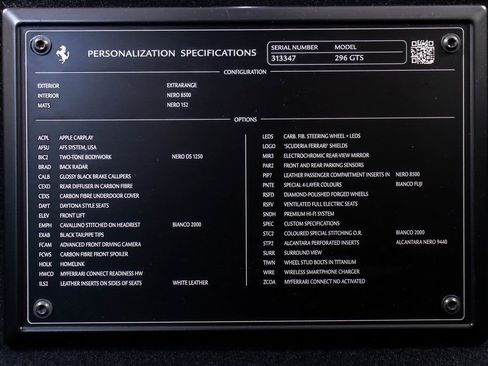 PERSONALIZATION SPECIFICATIONS
SERIAL NUMBER MODEL
313347 296 GTS
CONFIGURATION
EXTERIOR EXTRARANGE
INTERIOR NERO 8500
MATS NERO 152
OPTIONS
ACPL APPLE CARPLAY
AFSU AFS SYSTEM, USA
BIC2 TWO-TONE BODYWORK NERO DS 1250
BRAD BACK RADAR
CALB GLOSSY BRAKE CALLIPERS
CEXD REAR DIFFUSER IN CARBON FIBRE
CEXS CARBON FIBRE UNDERDOOR COVER
DAYT DAYTONA STYLE SEATS
ELEV FRONT LIFT
EMPH CAVALLINO STITCHED ON HEADREST BIANCO 2000
EXAB BLACK TAILPIPE TIPS
FCAM ADVANCED FRONT DRIVING CAMERA
FCWS CARBON FIBRE FRONT SPOILER
HOLK HOMELINK
HWCO MYFERRARI CONNECT READINESS HW
ILS2 LEATHER INSERTS ON SIDES OF SEATS WHITE LEATHER
LEDS CARB. FIB. STEERING WHEEL + LEDS
LOGO "SCUDERIA FERRARI" SHIELDS
MIR3 ELECTROCHROMIC REAR-VIEW MIRROR
PAR2 FRONT AND REAR PARKING SENSORS
PIP7 LEATHER PASSENGER COMPARTMENT INSERTS IN NERO 8500
PNTE SPECIAL 4-LAYER COLOURS BIANCO FUJI
RSFD DIAMOND-POLISHED FORGED WHEELS
RSFV VENTILATED FULL ELECTRIC SEATS
SNDH PREMIUM HI-FI SYSTEM
SPEC CUSTOM SPECIFICATIONS
STC2 COLOURED SPECIAL STITCHING O.R. BIANCO 2000
STP2 ALCANTARA PERFORATED INSERTS ALCANTARA NERO 9440
SURR SURROUND VIEW
TIWN WHEEL STUD BOLTS IN TITANIUM
WIRE WIRELESS SMARTPHONE CHARGER
ZCOA MYFERRARI CONNECT NO ACTIVATED